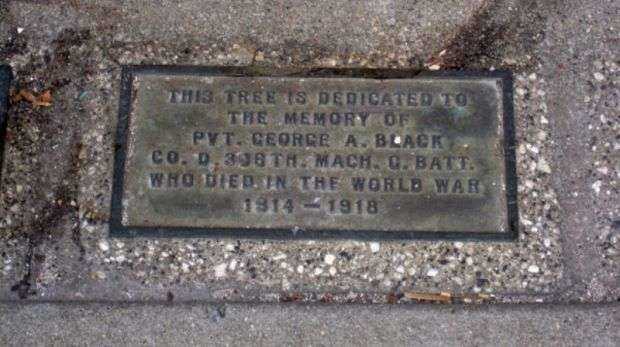 THIS TREE IS DEDICATED TO
THE MEMORY OF
PVT. GEORGE A. BLACK
CO. D. 336TH. MACH. G. BATT.
WHO DIED IN THE WORLD WAR
1914 — 1918